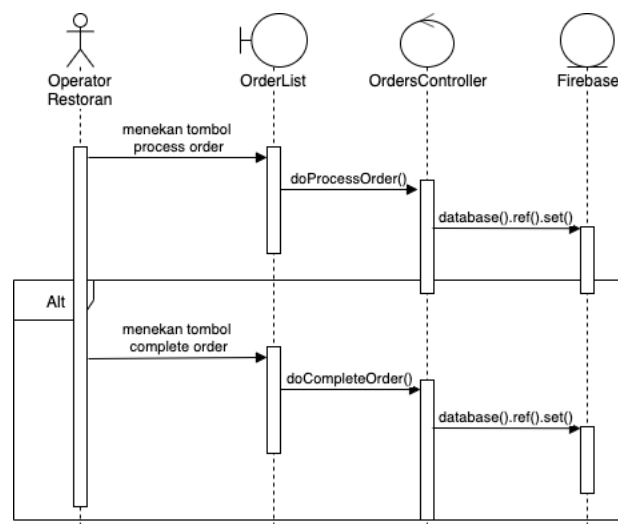 Operator
Restoran
OrderList
OrdersController
Firebase
menekan tombol
process order
doProcessOrder()
database().ref().set()
Alt
menekan tombol
complete order
doCompleteOrder()
database().ref().set()